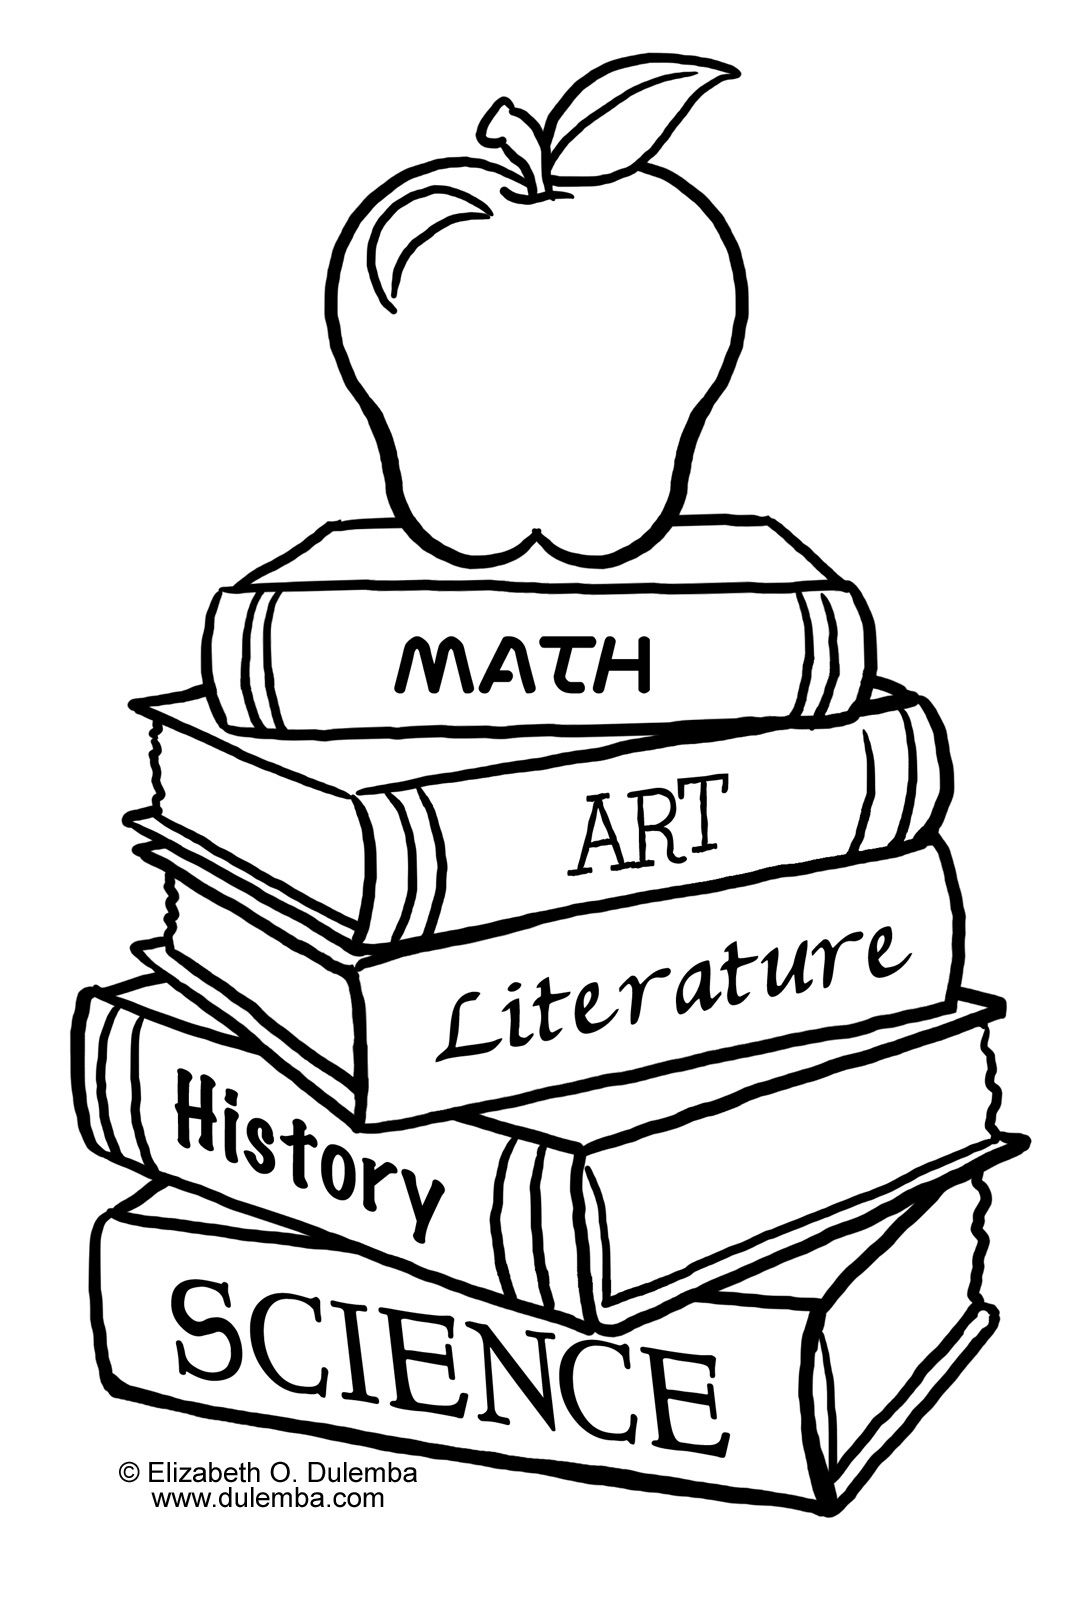 MATH
ART
Literature
History
SCIENCE
© Elizabeth O. Dulemba
www.dulemba.com